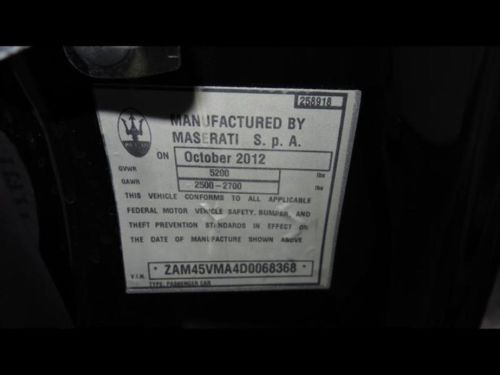 258918
MANUFACTURED BY
MASERATI S.p.A.
ON October 2012
GVWR 5200 lbs
GAWR 2500-2700 lbs
THIS VEHICLE CONFORMS TO ALL APPLICABLE
FEDERAL MOTOR VEHICLE SAFETY, BUMPER, AND
THEFT PREVENTION STANDARDS IN EFFECT ON
THE DATE OF MANUFACTURE SHOWN ABOVE
V.I.N. ZAM45VMA4D0068368
TYPE: PASSENGER CAR